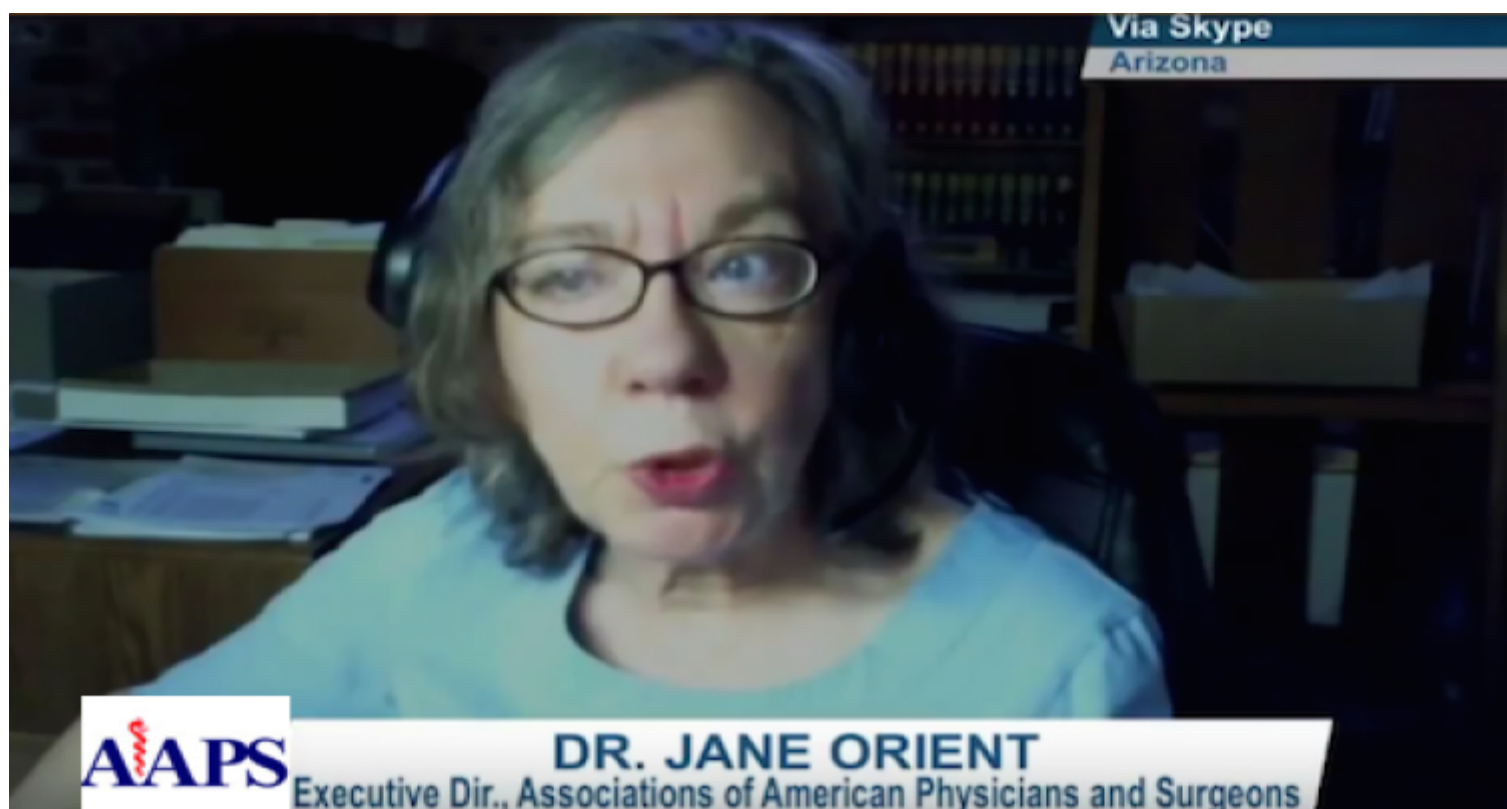 Via Skype
Arizona
AAPS
DR. JANE ORIENT
Executive Dir., Associations of American Physicians and Surgeons